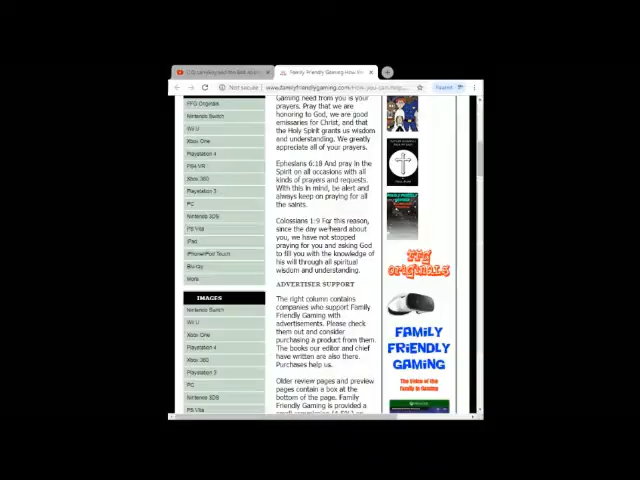 Family Friendly Gaming How You
Not secure
www.familyfriendlygaming.com/How-you-can-help
Paused
FFG Originals
Nintendo Switch
Wii U
Xbox One
Playstation 4
PS4 VR
Xbox 360
Playstation 3
PC
Nintendo 3DS
PS Vita
iPad
iPhone/iPod Touch
Blu-ray
More
IMAGES
Nintendo Switch
Wii U
Xbox One
Playstation 4
Xbox 360
Playstation 3
PC
Nintendo 3DS
PS Vita
Gaming need from you is your
prayers. Pray that we are
honoring to God, we are good
emissaries for Christ, and that
the Holy Spirit grants us wisdom
and understanding. We greatly
appreciate all of your prayers.
Ephesians 6:18 And pray in the
Spirit on all occasions with all
kinds of prayers and requests.
With this in mind, be alert and
always keep on praying for all
the saints.
Colossians 1:9 For this reason,
since the day we heard about
you, we have not stopped
praying for you and asking God
to fill you with the knowledge of
his will through all spiritual
wisdom and understanding.
ADVERTISER SUPPORT
The right column contains
companies who support Family
Friendly Gaming with
advertisements. Please check
them out and consider
purchasing a product from them.
The books our editor and chief
have written are also there.
Purchases help us.
Older review pages and preview
pages contain a box at the
bottom of the page. Family
Friendly Gaming is provided a
FFG
ORIGINALS
FAMILY
FRIENDLY
GAMING
The Voice of the
Family in Gaming